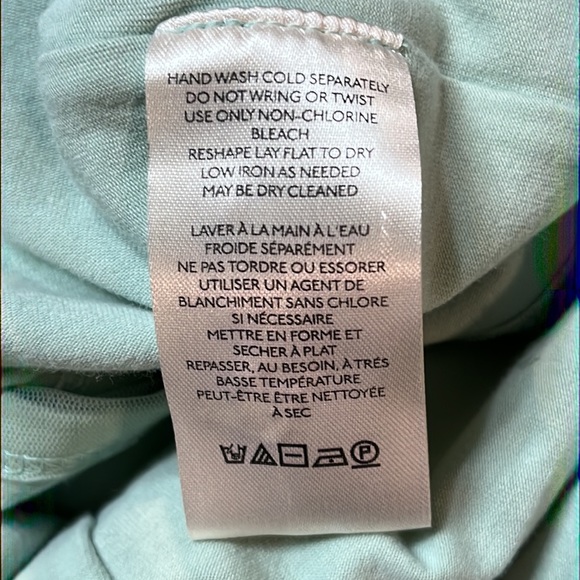 HAND WASH COLD SEPARATELY
DO NOT WRING OR TWIST
USE ONLY NON-CHLORINE
BLEACH
RESHAPE LAY FLAT TO DRY
LOW IRON AS NEEDED
MAY BE DRY CLEANED
LAVER À LA MAIN À L'EAU
FROIDE SÉPARÉMENT
NE PAS TORDRE OU ESSORER
UTILISER UN AGENT DE
BLANCHIMENT SANS CHLORE
SI NÉCESSAIRE
METTRE EN FORME ET
SECHER À PLAT
REPASSER, AU BESOIN, À TRÉS
BASSE TEMPÉRATURE
PEUT-ÊTRE ÊTRE NETTOYÉE
À SEC
P